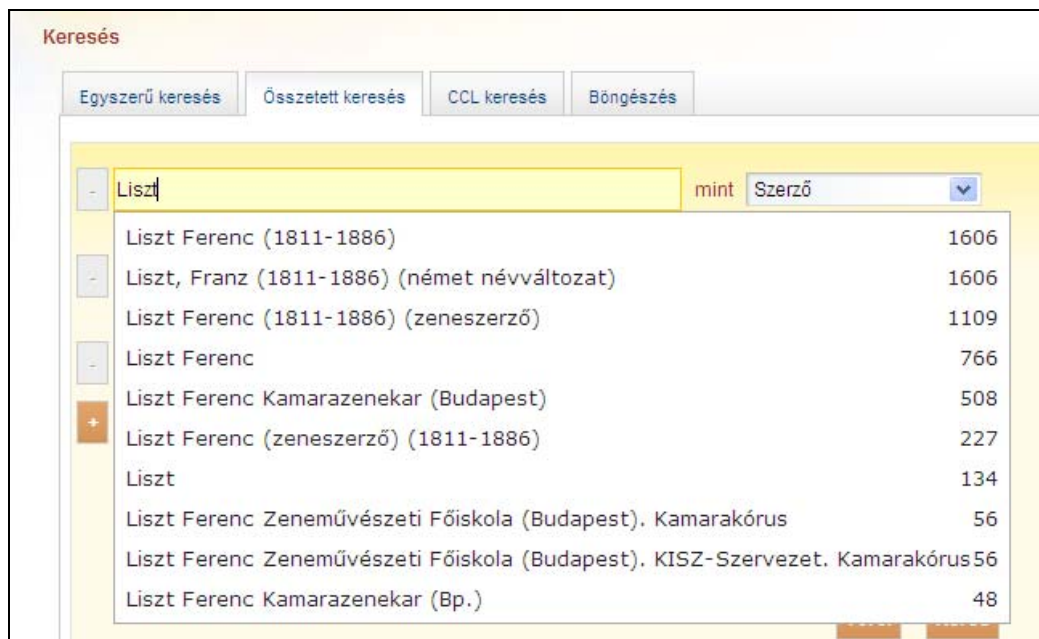 Keresés
Egyszerű keresés Összetett keresés CCL keresés Böngészés
- Liszt mint Szerző
Liszt Ferenc (1811-1886) 1606
- Liszt, Franz (1811-1886) (német névváltozat) 1606
Liszt Ferenc (1811-1886) (zeneszerző) 1109
- Liszt Ferenc 766
Liszt Ferenc Kamarazenekar (Budapest) 508
+ Liszt Ferenc (zeneszerző) (1811-1886) 227
Liszt 134
Liszt Ferenc Zeneművészeti Főiskola (Budapest). Kamarakórus 56
Liszt Ferenc Zeneművészeti Főiskola (Budapest). KISZ-Szervezet. Kamarakórus 56
Liszt Ferenc Kamarazenekar (Bp.) 48